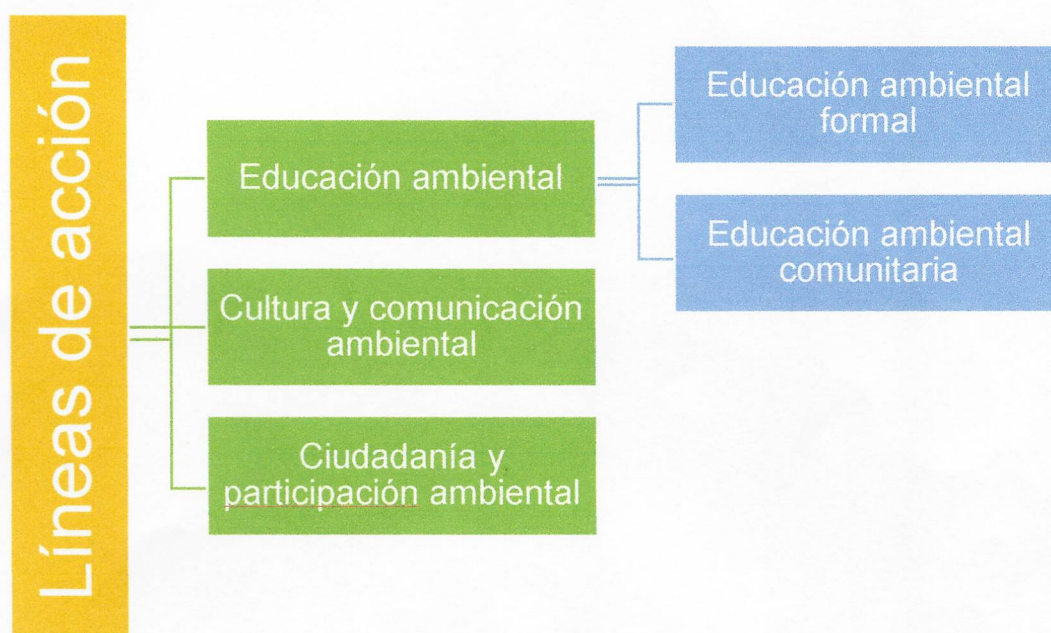 Líneas de acción
Educación ambiental
Cultura y comunicación
ambiental
Ciudadanía y
participación ambiental
Educación ambiental
formal
Educación ambiental
comunitaria